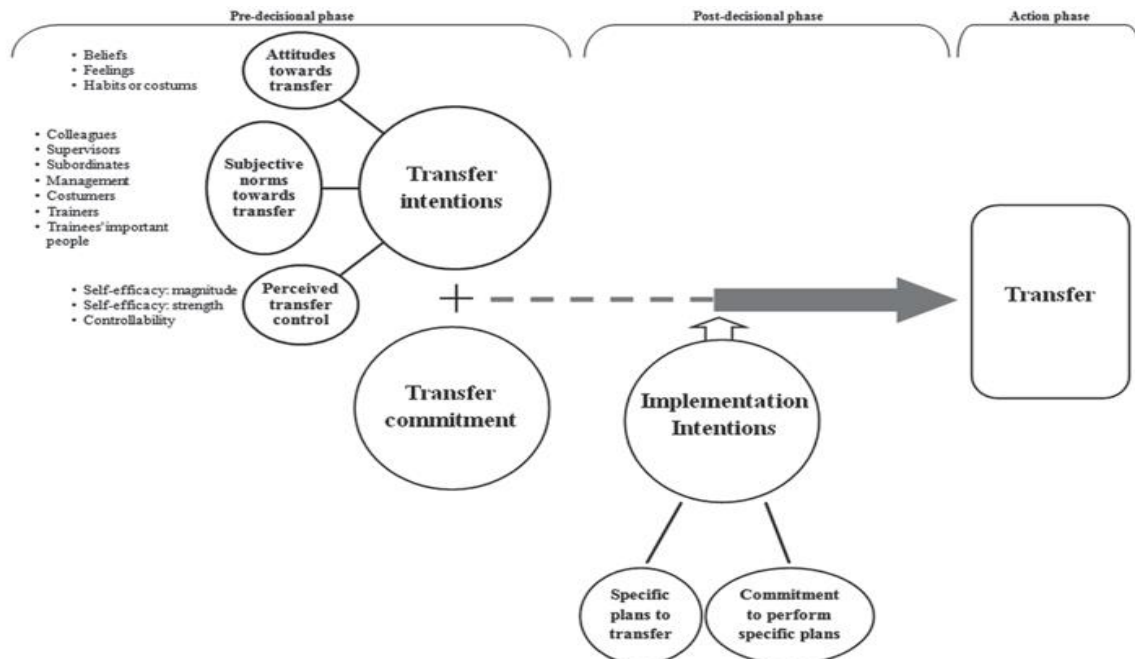 Pre-decisional phase
Post-decisional phase
Action phase
• Beliefs
• Feelings
• Habits or costums
Attitudes
towards
transfer
• Colleagues
• Supervisors
• Subordinates
• Management
• Costumers
• Trainers
• Trainees' important
people
Subjective
norms
towards
transfer
Transfer
intentions
• Self-efficacy: magnitude
• Self-efficacy: strength
• Controllability
Perceived
transfer
control
+
Transfer
Transfer
commitment
Implementation
Intentions
Specific
plans to
transfer
Commitment
to perform
specific plans